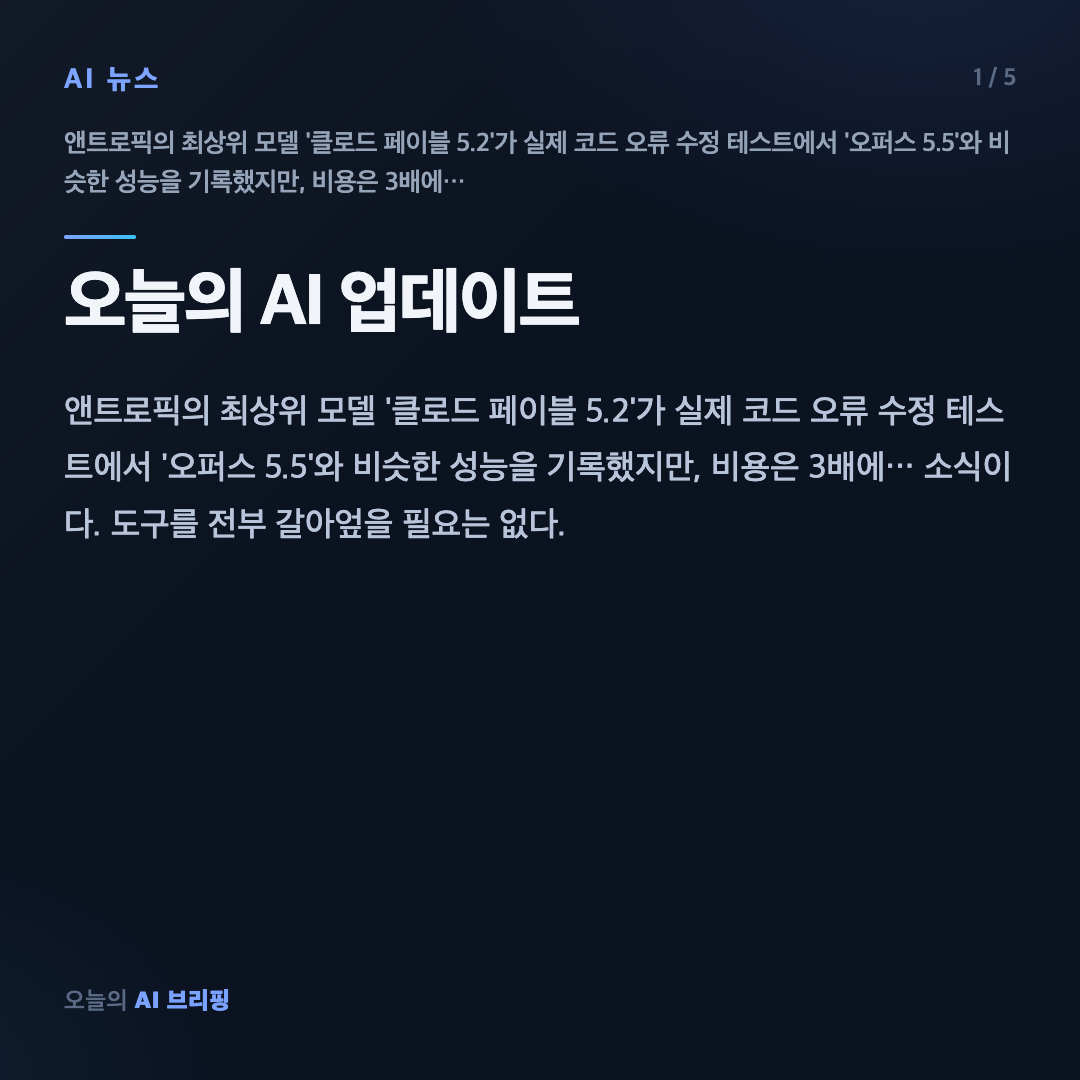 AI 뉴스
1 / 5
앤트로픽의 최상위 모델 '클로드 페이블 5.2'가 실제 코드 오류 수정 테스트에서 '오퍼스 5.5'와 비
슷한 성능을 기록했지만, 비용은 3배에…
오늘의 AI 업데이트
앤트로픽의 최상위 모델 '클로드 페이블 5.2'가 실제 코드 오류 수정 테스
트에서 '오퍼스 5.5'와 비슷한 성능을 기록했지만, 비용은 3배에… 소식이
다. 도구를 전부 갈아엎을 필요는 없다.
오늘의 AI 브리핑